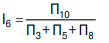 I₆ = Π₁₀ / (Π₃ + Π₅ + Π₈)